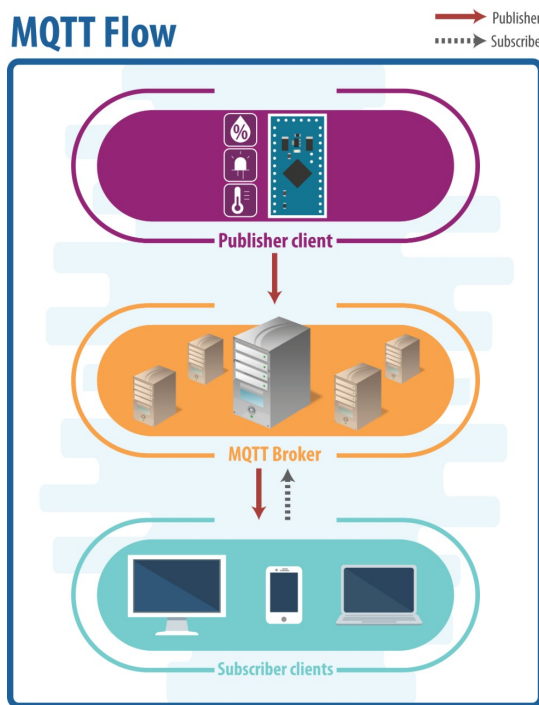 MQTT Flow
Publisher
Subscribe
%
Publisher client
MQTT Broker
Subscriber clients